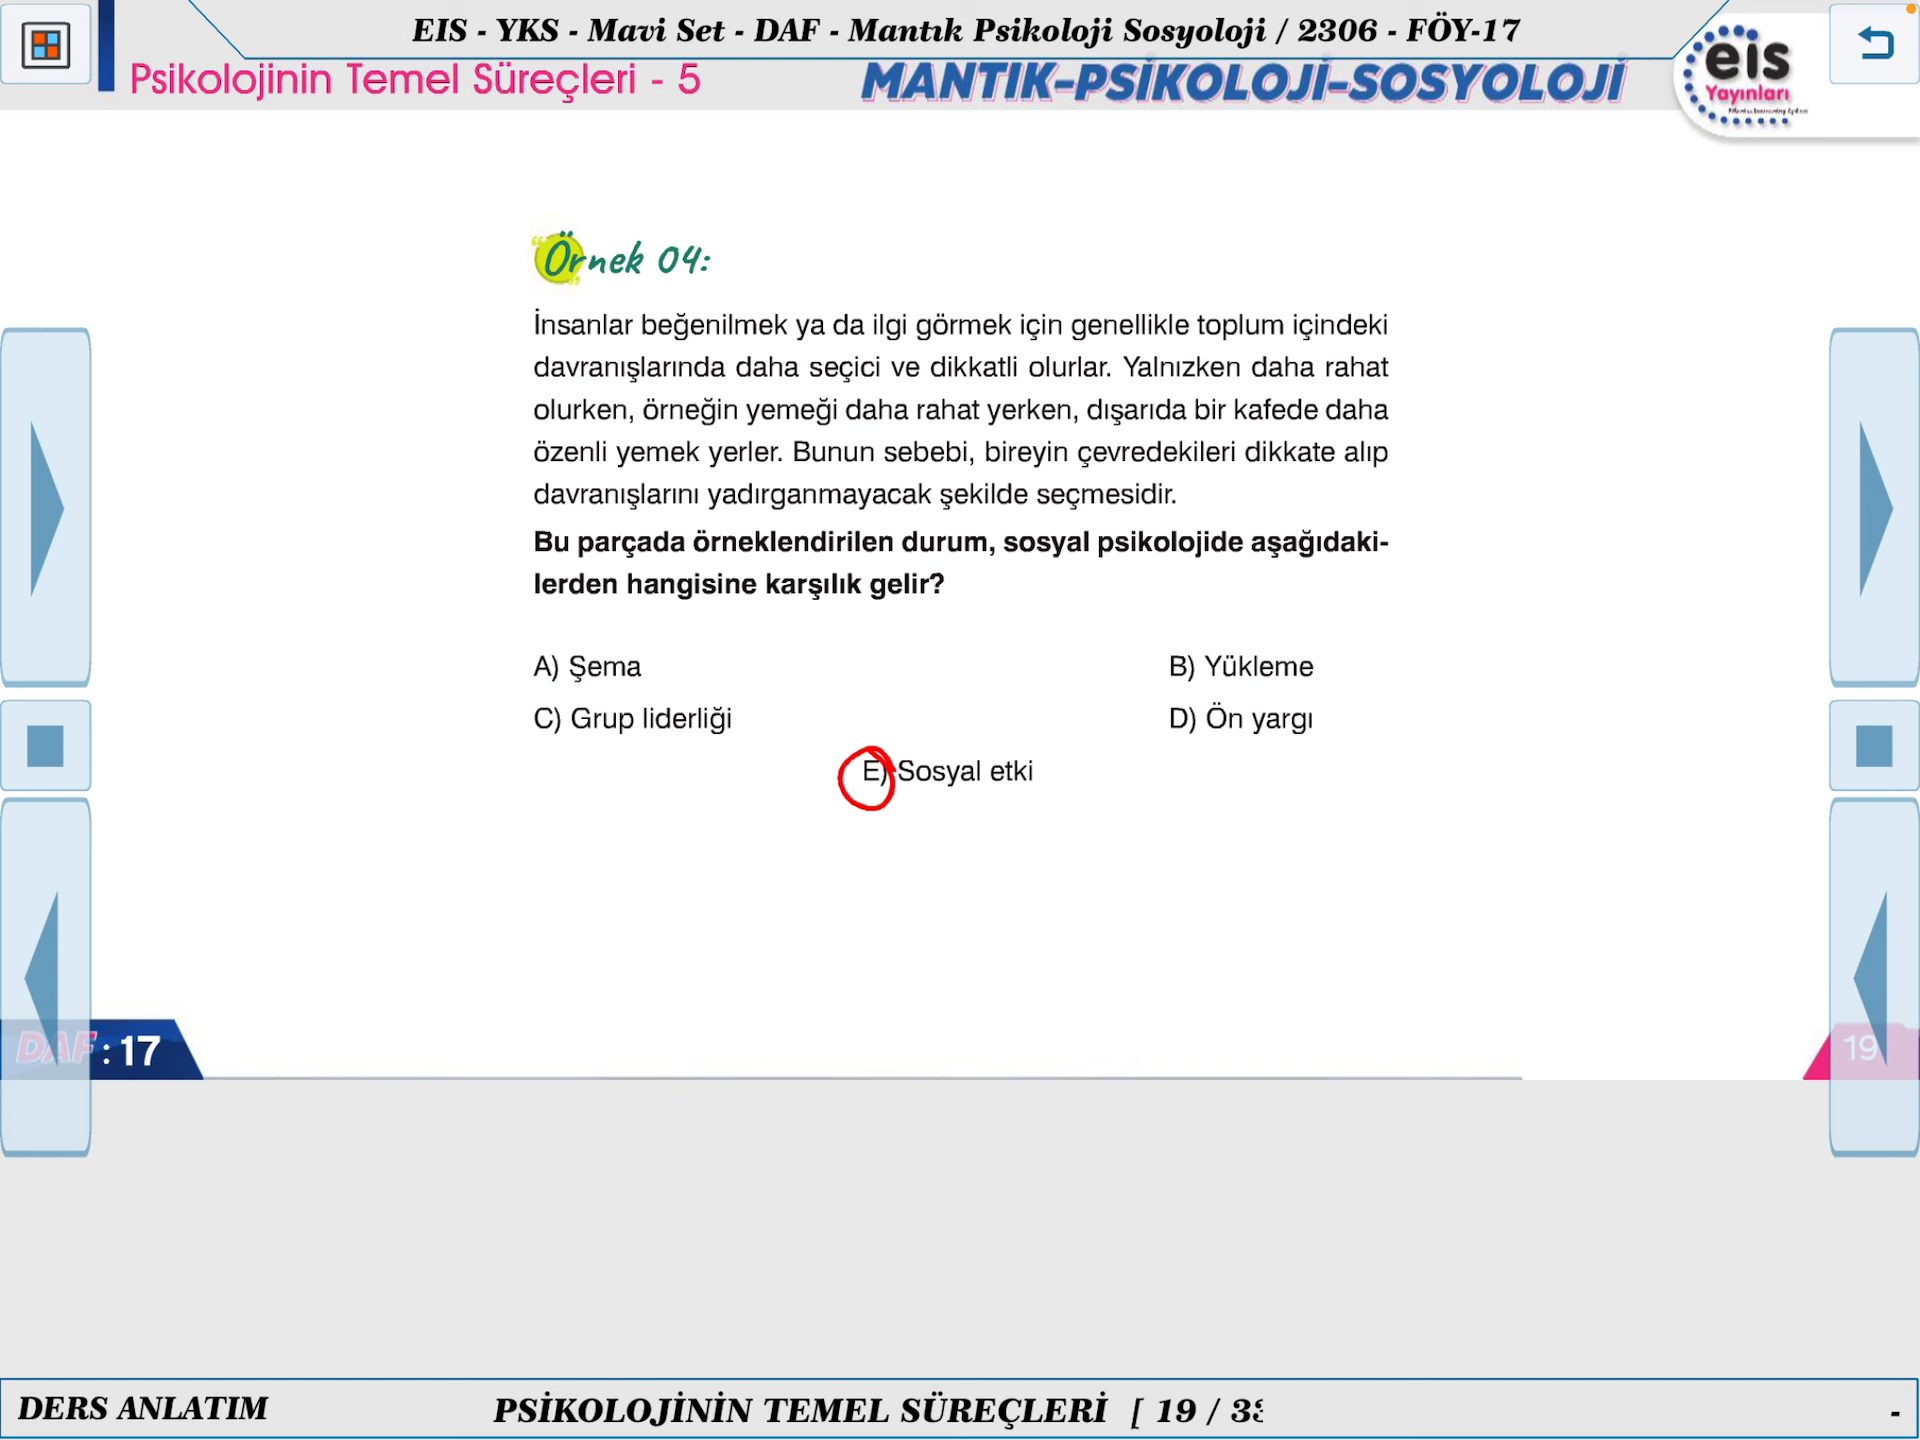 EIS - YKS - Mavi Set - DAF - Mantık Psikoloji Sosyoloji / 2306 - FÖY-17
Psikolojinin Temel Süreçleri - 5
MANTIK-PSİKOLOJİ-SOSYOLOJİ
eis
Yayınları
Örnek 04:
İnsanlar beğenilmek ya da ilgi görmek için genellikle toplum içindeki
davranışlarında daha seçici ve dikkatli olurlar. Yalnızken daha rahat
olurken, örneğin yemeği daha rahat yerken, dışarıda bir kafede daha
özenli yemek yerler. Bunun sebebi, bireyin çevredekileri dikkate alıp
davranışlarını yadırganmayacak şekilde seçmesidir.
Bu parçada örneklendirilen durum, sosyal psikolojide aşağıdaki-
lerden hangisine karşılık gelir?
A) Şema
B) Yükleme
C) Grup liderliği
D) Ön yargı
E) Sosyal etki
DAF : 17
19
DERS ANLATIM
PSİKOLOJİNİN TEMEL SÜREÇLERİ [ 19 / 3
-